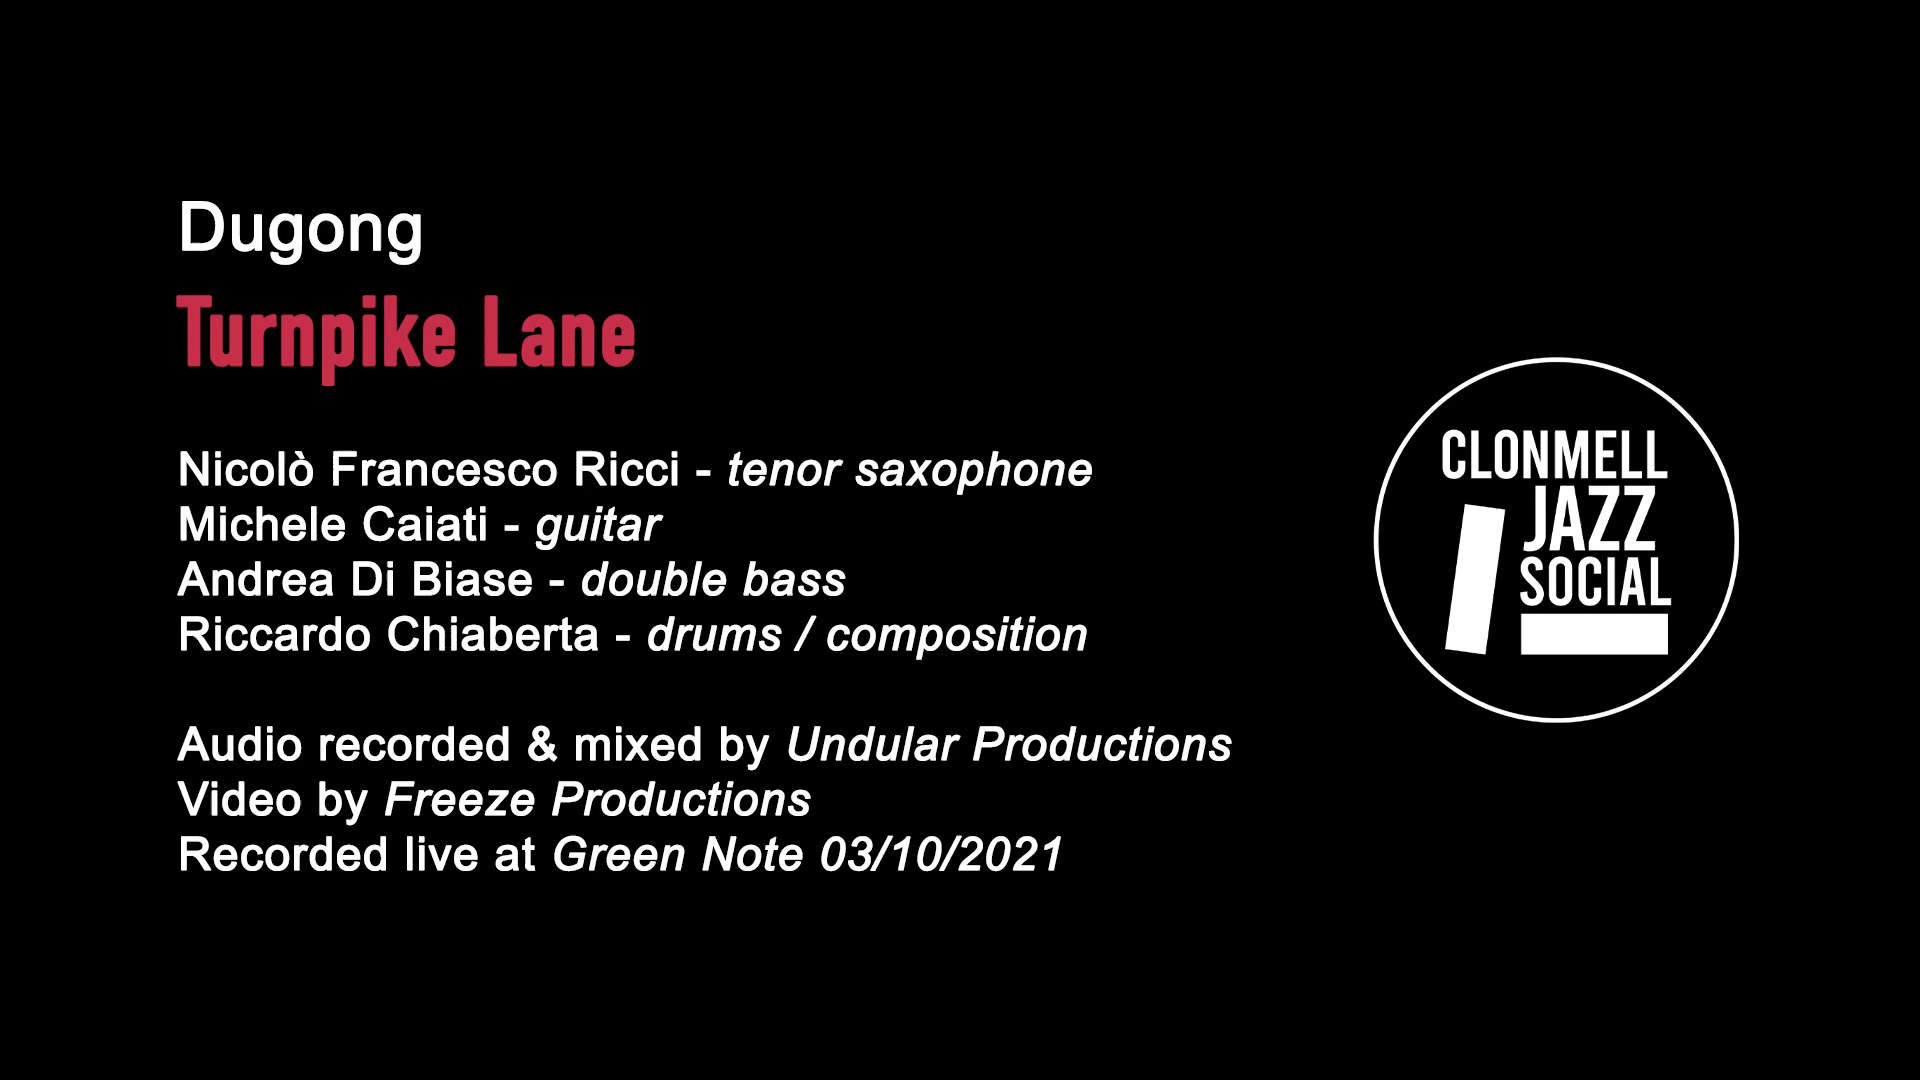 Dugong
Turnpike Lane
Nicolò Francesco Ricci - tenor saxophone
Michele Caiati - guitar
Andrea Di Biase - double bass
Riccardo Chiaberta - drums / composition
Audio recorded & mixed by Undular Productions
Video by Freeze Productions
Recorded live at Green Note 03/10/2021
CLONMELL
JAZZ
SOCIAL